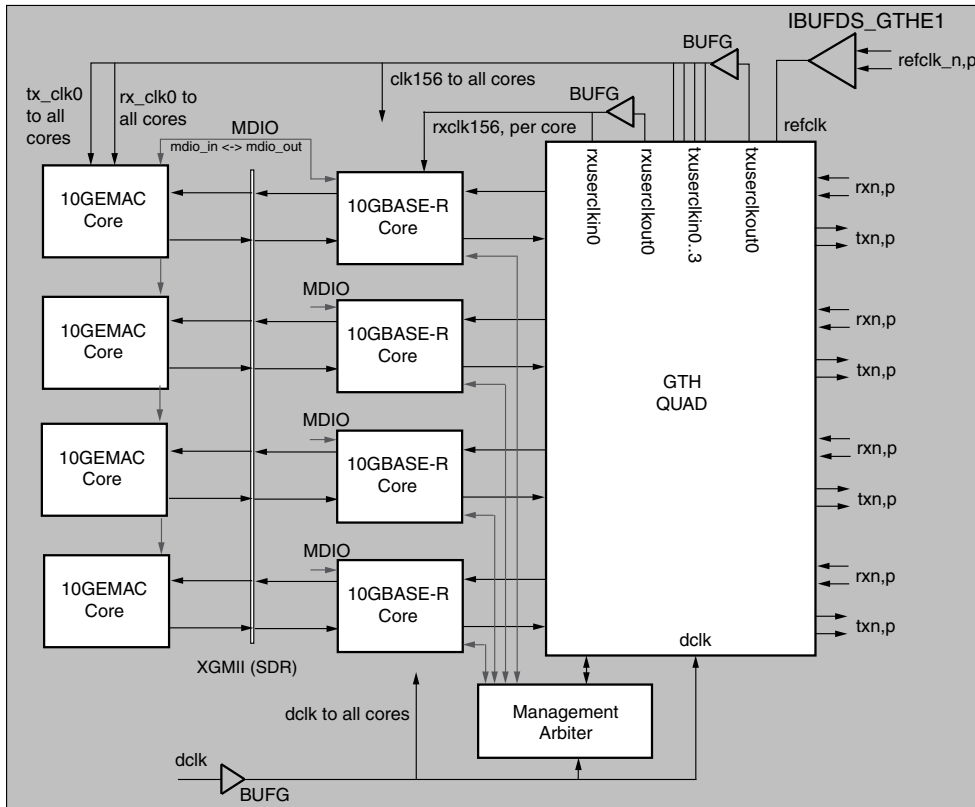 IBUFDS_GTHE1
BUFG
refclk_n,p
clk156 to all cores
tx_clk0
to all
cores
rx_clk0 to
all cores
BUFG
MDIO
rxclk156, per core
refclk
mdio_in <-> mdio_out
rxuserclkin0
rxuserclkout0
txuserclkin0..3
txuserclkout0
10GEMAC
Core
10GBASE-R
Core
rxn,p
txn,p
MDIO
10GEMAC
Core
10GBASE-R
Core
rxn,p
txn,p
GTH
QUAD
MDIO
10GEMAC
Core
10GBASE-R
Core
rxn,p
txn,p
MDIO
10GEMAC
Core
10GBASE-R
Core
rxn,p
txn,p
dclk
XGMII (SDR)
dclk to all cores
Management
Arbiter
dclk
BUFG